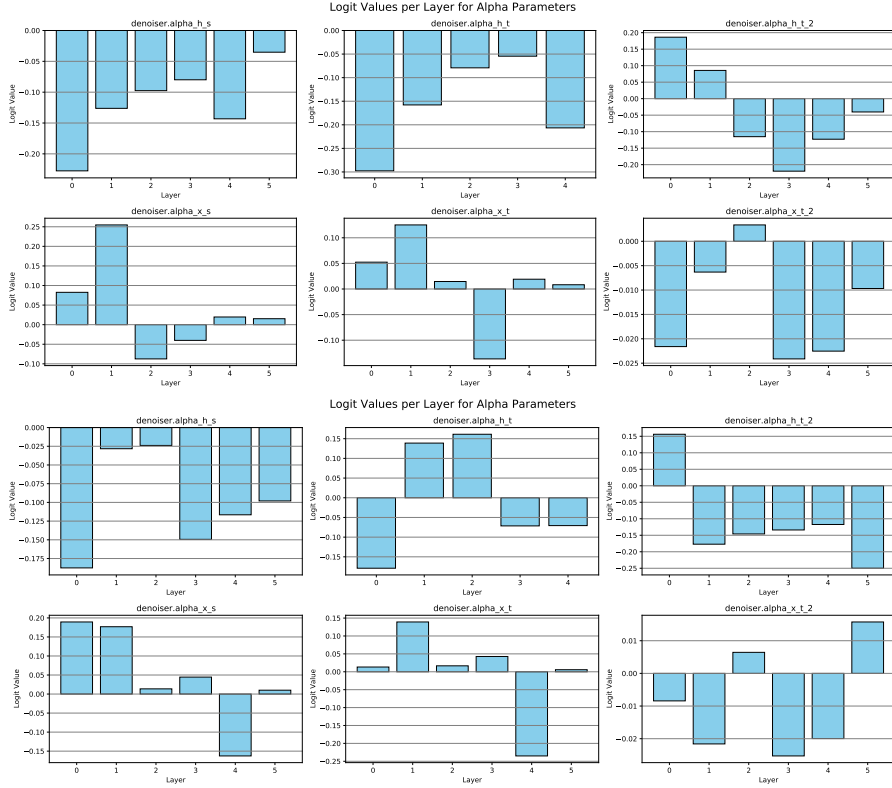 Logit Values per Layer for Alpha Parameters
denoiser.alpha_h_s
Logit Value
0.00
−0.05
−0.10
−0.15
−0.20
0 1 2 3 4 5
Layer
denoiser.alpha_h_t
Logit Value
0.00
−0.05
−0.10
−0.15
−0.20
−0.25
−0.30
0 1 2 3 4
Layer
denoiser.alpha_h_t_2
Logit Value
0.20
0.15
0.10
0.05
0.00
−0.05
−0.10
−0.15
−0.20
0 1 2 3 4 5
Layer
denoiser.alpha_x_s
Logit Value
0.25
0.20
0.15
0.10
0.05
0.00
−0.05
−0.10
0 1 2 3 4 5
Layer
denoiser.alpha_x_t
Logit Value
0.10
0.05
0.00
−0.05
−0.10
0 1 2 3 4 5
Layer
denoiser.alpha_x_t_2
Logit Value
0.000
−0.005
−0.010
−0.015
−0.020
−0.025
0 1 2 3 4 5
Layer
Logit Values per Layer for Alpha Parameters
denoiser.alpha_h_s
Logit Value
0.000
−0.025
−0.050
−0.075
−0.100
−0.125
−0.150
−0.175
0 1 2 3 4 5
Layer
denoiser.alpha_h_t
Logit Value
0.15
0.10
0.05
0.00
−0.05
−0.10
−0.15
0 1 2 3 4
Layer
denoiser.alpha_h_t_2
Logit Value
0.15
0.10
0.05
0.00
−0.05
−0.10
−0.15
−0.20
−0.25
0 1 2 3 4 5
Layer
denoiser.alpha_x_s
Logit Value
0.20
0.15
0.10
0.05
0.00
−0.05
−0.10
−0.15
0 1 2 3 4 5
Layer
denoiser.alpha_x_t
Logit Value
0.15
0.10
0.05
0.00
−0.05
−0.10
−0.15
−0.20
−0.25
0 1 2 3 4 5
Layer
denoiser.alpha_x_t_2
Logit Value
0.01
0.00
−0.01
−0.02
0 1 2 3 4 5
Layer